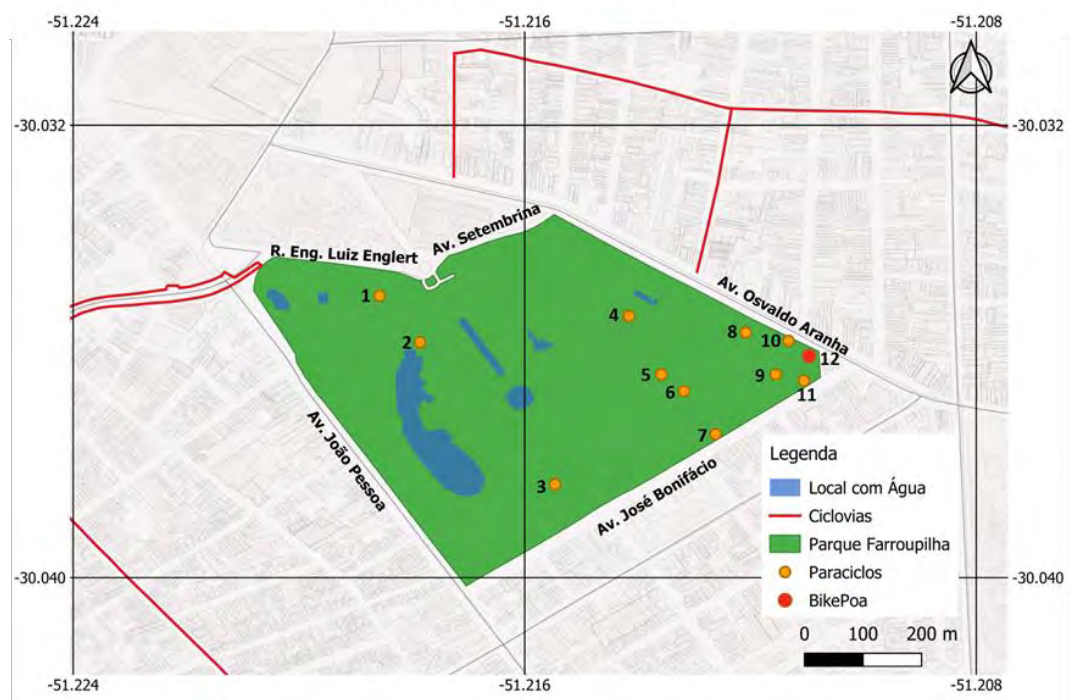 -51.224
-51.216
-51.208
-30.032
-30.032
Av. Setembrina
R. Eng. Luiz Englert
Av. Osvaldo Aranha
1
2
3
4
5
6
7
8
9
10
11
12
Av. João Pessoa
Av. José Bonifácio
-30.040
-30.040
Legenda
Local com Água
Ciclovias
Parque Farroupilha
Paraciclos
BikePoa
0 100 200 m
-51.224
-51.216
-51.208